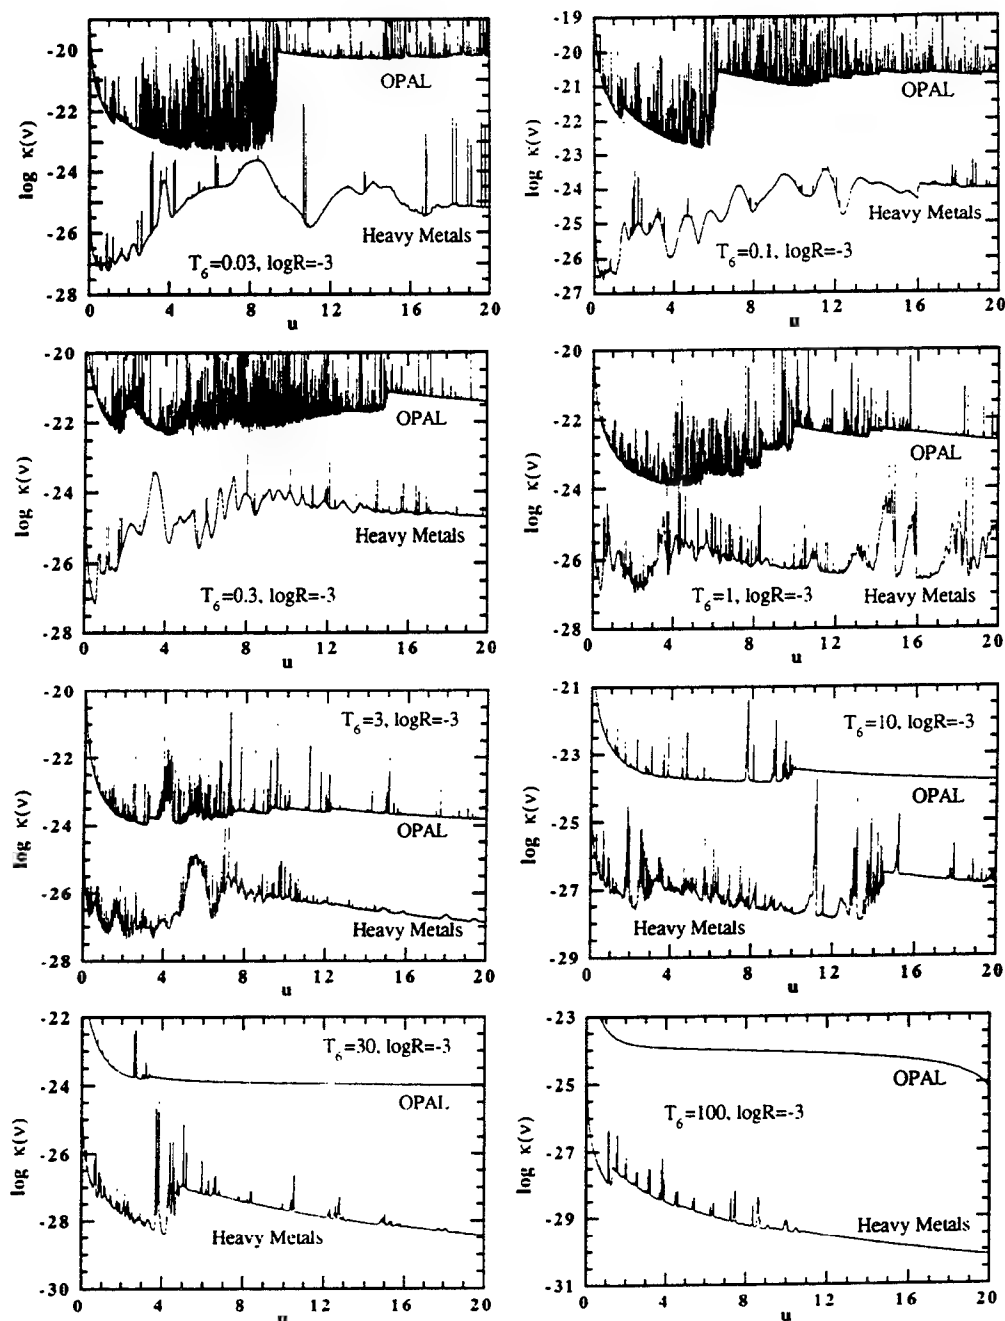 -20
-22
-24
-26
-28
log κ(ν)
OPAL
Heavy Metals
T6=0.03, logR=-3
0 4 8 12 16 20
u
-19
-20
-21
-22
-23
-24
-25
-26
-27
log κ(ν)
OPAL
Heavy Metals
T6=0.1, logR=-3
0 4 8 12 16 20
u
-20
-22
-24
-26
-28
log κ(ν)
OPAL
Heavy Metals
T6=0.3, logR=-3
0 4 8 12 16 20
u
-20
-22
-24
-26
-28
log κ(ν)
OPAL
T6=1, logR=-3 Heavy Metals
0 4 8 12 16 20
u
-20
-22
-24
-26
-28
log κ(ν)
T6=3, logR=-3
OPAL
Heavy Metals
0 4 8 12 16 20
u
-21
-23
-25
-27
-29
log κ(ν)
T6=10, logR=-3
OPAL
Heavy Metals
0 4 8 12 16 20
u
-22
-24
-26
-28
-30
log κ(ν)
T6=30, logR=-3
OPAL
Heavy Metals
0 4 8 12 16 20
u
-23
-25
-27
-29
-31
log κ(ν)
OPAL
T6=100, logR=-3
Heavy Metals
0 4 8 12 16 20
u